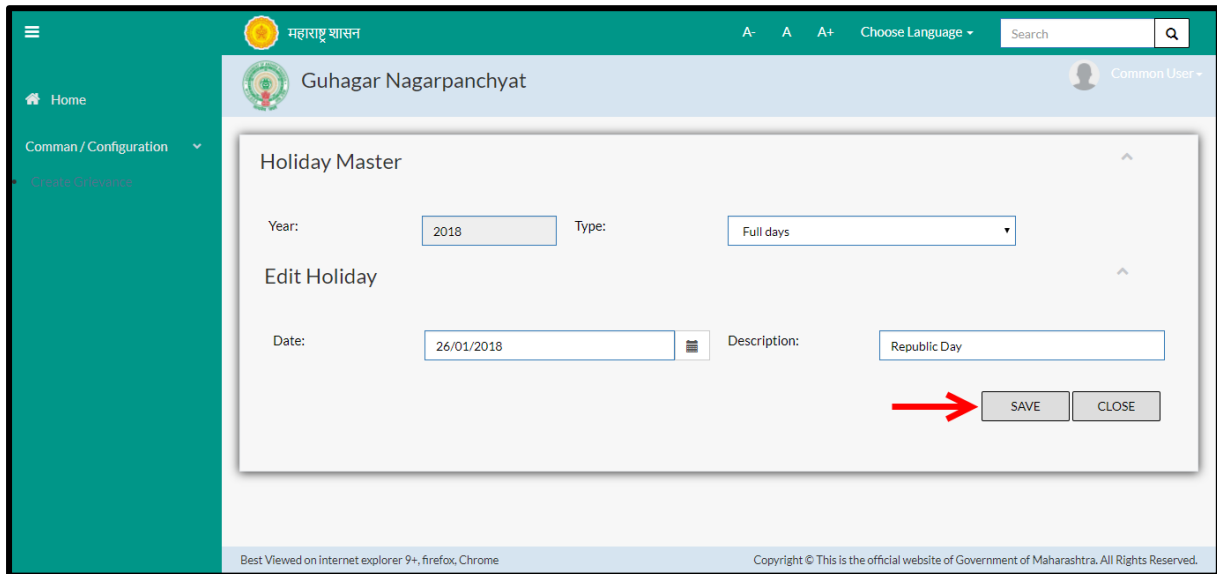 महाराष्ट्र शासन
A- A A+ Choose Language Search
Guhagar Nagarpanchyat
Common User
Home
Comman / Configuration
Create Grievance
Holiday Master
Year: 2018 Type: Full days
Edit Holiday
Date: 26/01/2018 Description: Republic Day
SAVE CLOSE
Best Viewed on internet explorer 9+, firefox, Chrome Copyright © This is the official website of Government of Maharashtra. All Rights Reserved.